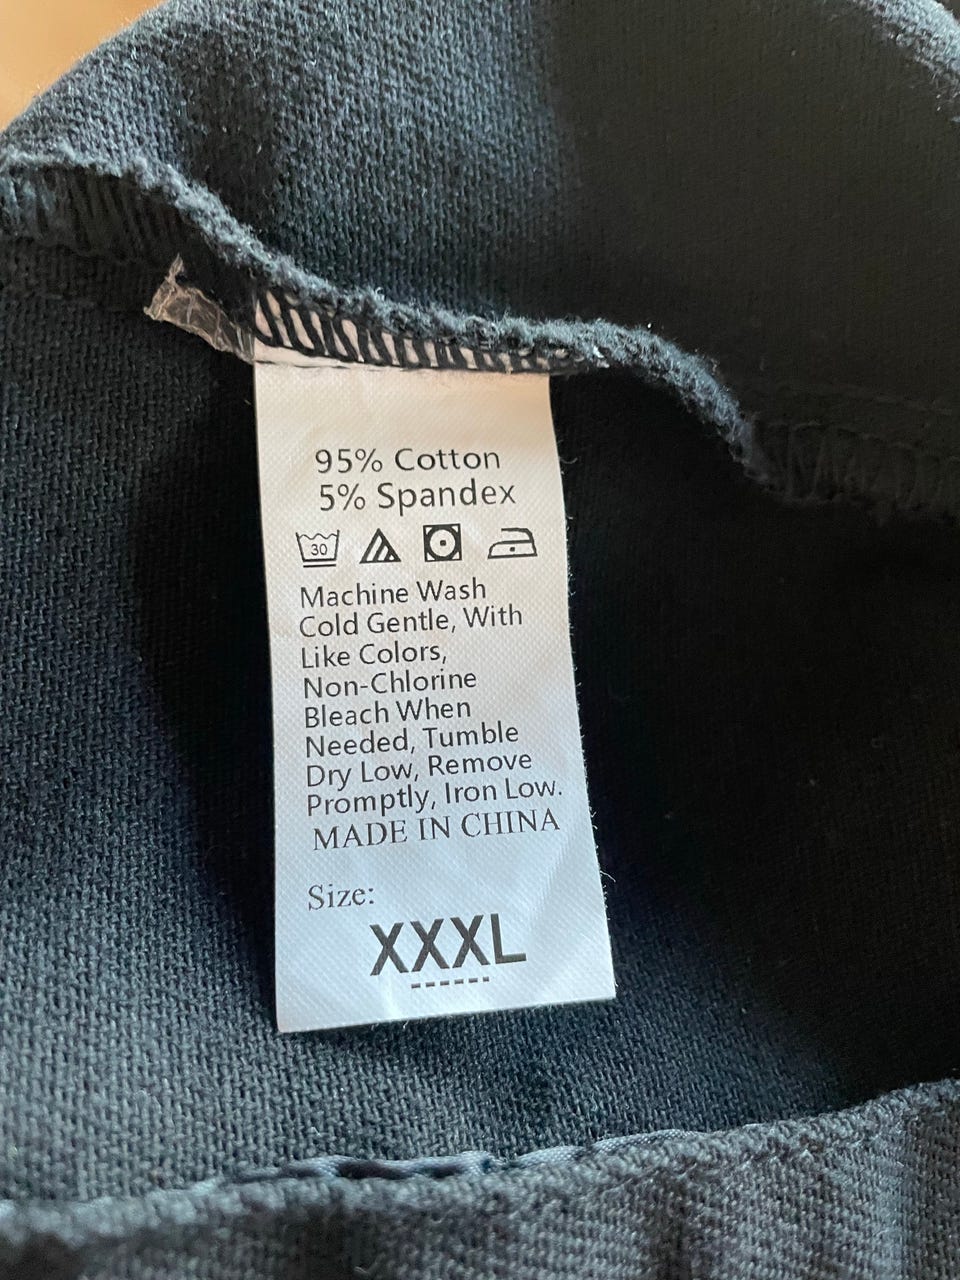 95% Cotton
5% Spandex
30
Machine Wash
Cold Gentle, With
Like Colors,
Non-Chlorine
Bleach When
Needed, Tumble
Dry Low, Remove
Promptly, Iron Low.
MADE IN CHINA
Size:
XXXL